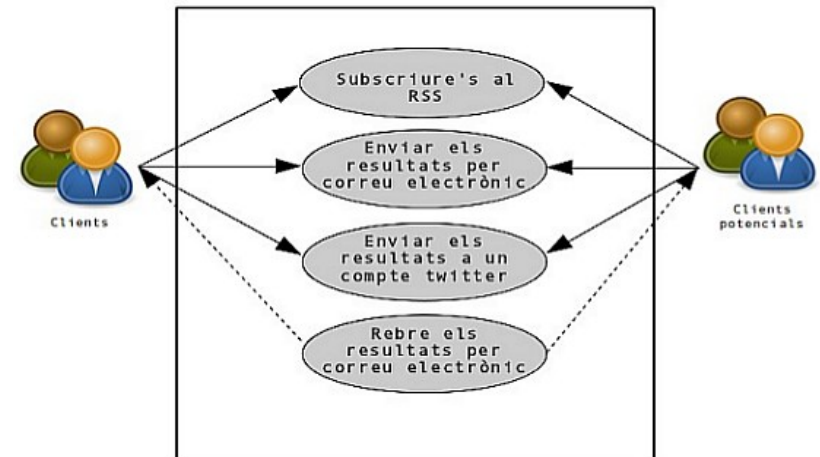 Subscriure's al
RSS
Enviar els
resultats per
correu electrònic
Clients
Clients
potencials
Enviar els
resultats a un
compte twitter
Rebre els
resultats per
correu electrònic